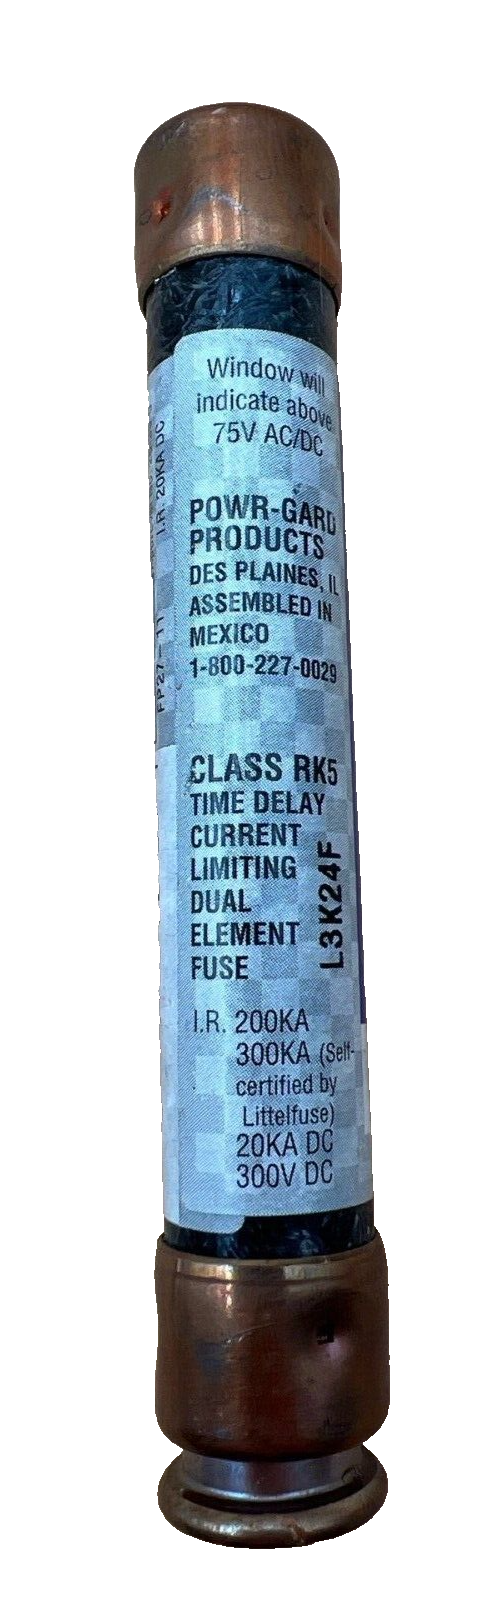 Window will
indicate above
75V AC/DC
POWR-GARD
PRODUCTS
DES PLAINES, IL
ASSEMBLED IN
MEXICO
1-800-227-0029
CLASS RK5
TIME DELAY
CURRENT
LIMITING
DUAL
ELEMENT
FUSE
L3K24F
I.R. 200KA
300KA (Self-
certified by
Littelfuse)
20KA DC
300V DC
I.R. 20KA DC